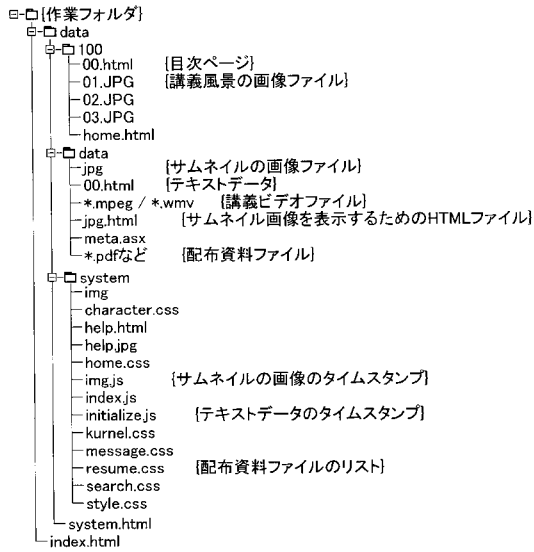 {作業フォルダ}
data
100
00.html {目次ページ}
01.JPG {講義風景の画像ファイル}
02.JPG
03.JPG
home.html
data
jpg {サムネイルの画像ファイル}
00.html {テキストデータ}
*.mpeg / *.wmv {講義ビデオファイル}
jpg.html {サムネイル画像を表示するためのHTMLファイル}
meta.asx
*.pdfなど {配布資料ファイル}
system
img
character.css
help.html
help.jpg
home.css
img.js {サムネイルの画像のタイムスタンプ}
index.js
initialize.js {テキストデータのタイムスタンプ}
kurnel.css
message.css
resume.css {配布資料ファイルのリスト}
search.css
style.css
system.html
index.html